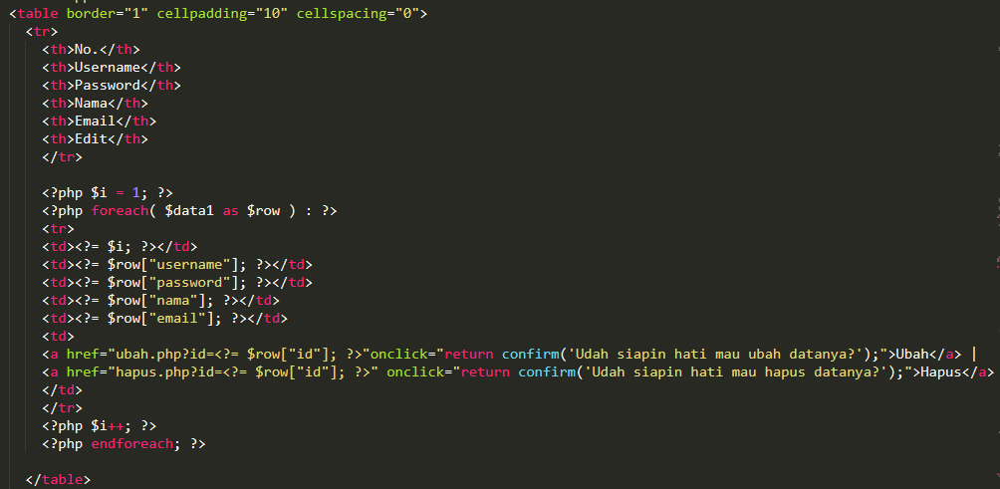 <table border="1" cellpadding="10" cellspacing="0">
<tr>
<th>No.</th>
<th>Username</th>
<th>Password</th>
<th>Nama</th>
<th>Email</th>
<th>Edit</th>
</tr>
<?php $i = 1; ?>
<?php foreach( $data1 as $row ) : ?>
<tr>
<td><?= $i; ?></td>
<td><?= $row["username"]; ?></td>
<td><?= $row["password"]; ?></td>
<td><?= $row["nama"]; ?></td>
<td><?= $row["email"]; ?></td>
<td>
<a href="ubah.php?id=<?= $row["id"]; ?>"onclick="return confirm('Udah siapin hati mau ubah datanya?');">Ubah</a> |
<a href="hapus.php?id=<?= $row["id"]; ?>" onclick="return confirm('Udah siapin hati mau hapus datanya?');">Hapus</a>
</td>
</tr>
<?php $i++; ?>
<?php endforeach; ?>
</table>